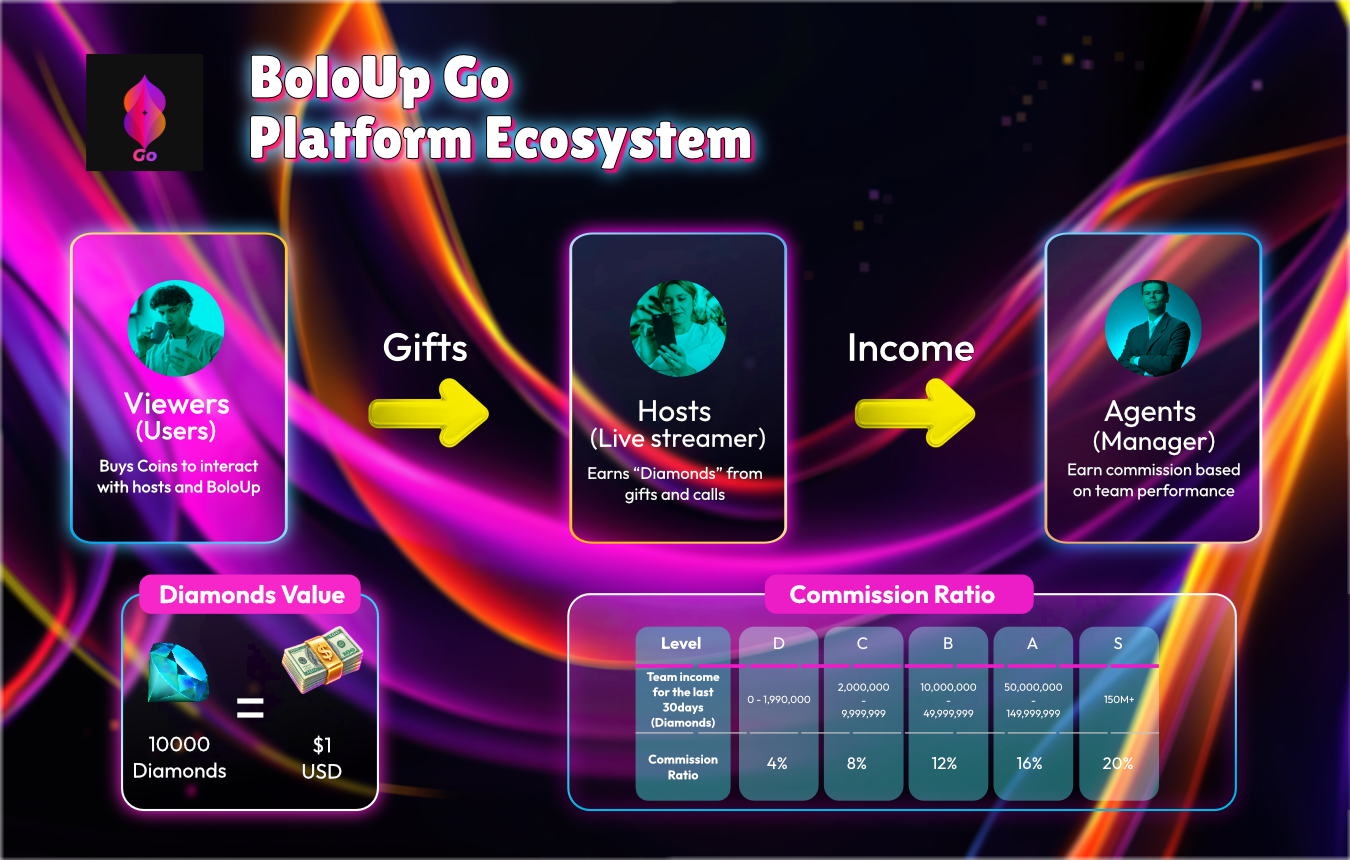 Go
BoloUp Go
Platform Ecosystem
Viewers
(Users)
Buys Coins to interact
with hosts and BoloUp
Gifts
Hosts
(Live streamer)
Earns “Diamonds” from
gifts and calls
Income
Agents
(Manager)
Earn commission based
on team performance
Diamonds Value
10000
Diamonds
=
$1
USD
Commission Ratio
Level
D
C
B
A
S
Team income
for the last
30days
(Diamonds)
0 - 1,990,000
2,000,000
-
9,999,999
10,000,000
-
49,999,999
50,000,000
-
149,999,999
150M+
Commission
Ratio
4%
8%
12%
16%
20%